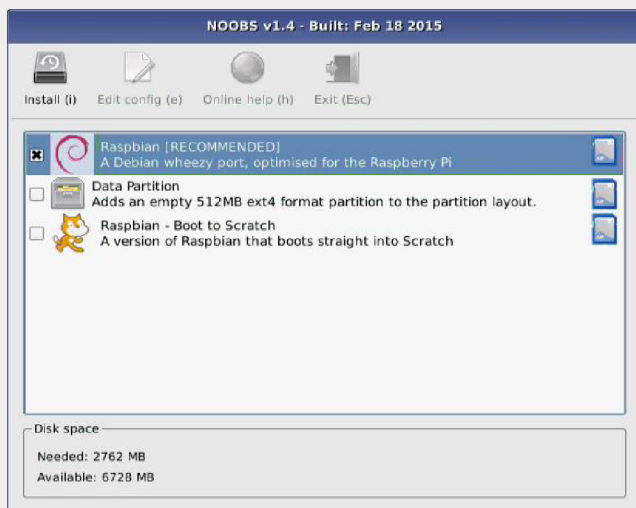 NOOBS v1.4 - Built: Feb 18 2015
Install (i) Edit config (e) Online help (h) Exit (Esc)
Raspbian [RECOMMENDED]
A Debian wheezy port, optimised for the Raspberry Pi
Data Partition
Adds an empty 512MB ext4 format partition to the partition layout.
Raspbian - Boot to Scratch
A version of Raspbian that boots straight into Scratch
Disk space
Needed: 2762 MB
Available: 6728 MB